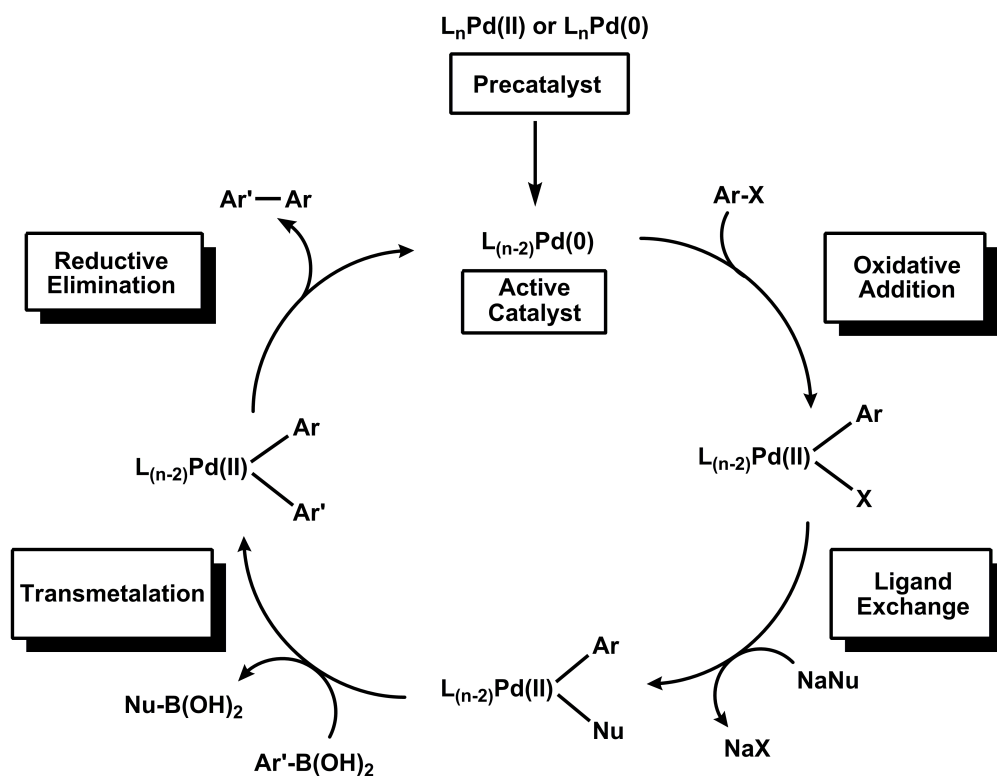 LₙPd(II) or LₙPd(0)
Precatalyst
Ar'—Ar
Ar-X
L₍ₙ₋₂₎Pd(0)
Reductive
Elimination
Active
Catalyst
Oxidative
Addition
Ar
L₍ₙ₋₂₎Pd(II)
Ar'
Ar
L₍ₙ₋₂₎Pd(II)
X
Transmetalation
Ligand
Exchange
Ar
L₍ₙ₋₂₎Pd(II)
Nu
NaNu
Nu-B(OH)₂
NaX
Ar'-B(OH)₂